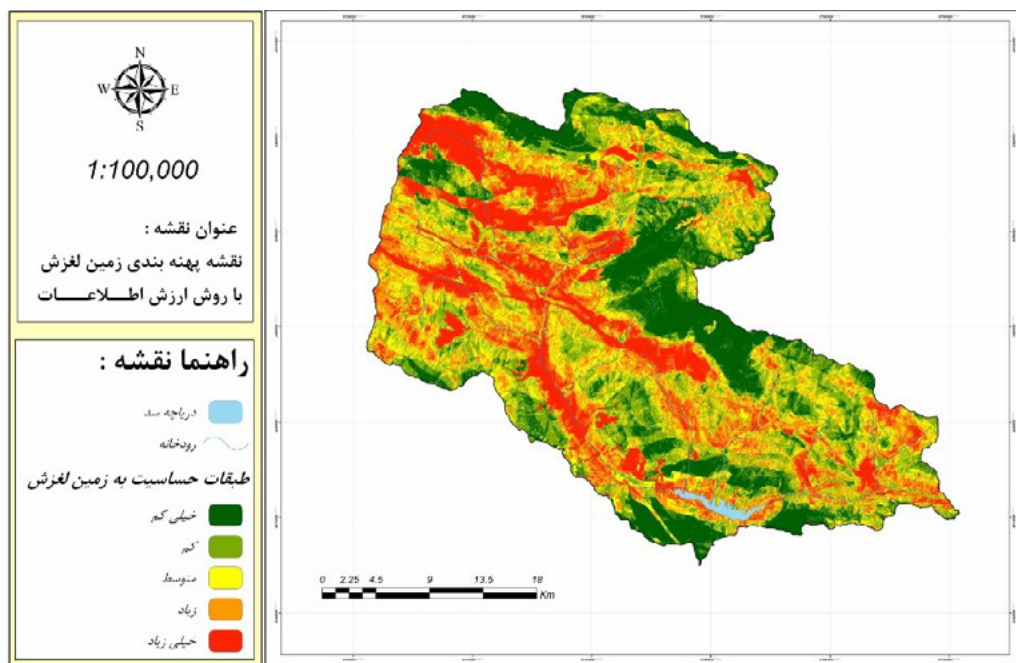 N
W E
S
1:100,000
عنوان نقشه :
نقشه پهنه بندی زمین لغزش
با روش ارزش اطـــلاعـــــات
راهنما نقشه :
دریاچه سد
رودخانه
طبقات حساسیت به زمین لغزش
خیلی کم
کم
متوسط
زیاد
خیلی زیاد
0 2.25 4.5 9 13.5 18
Km